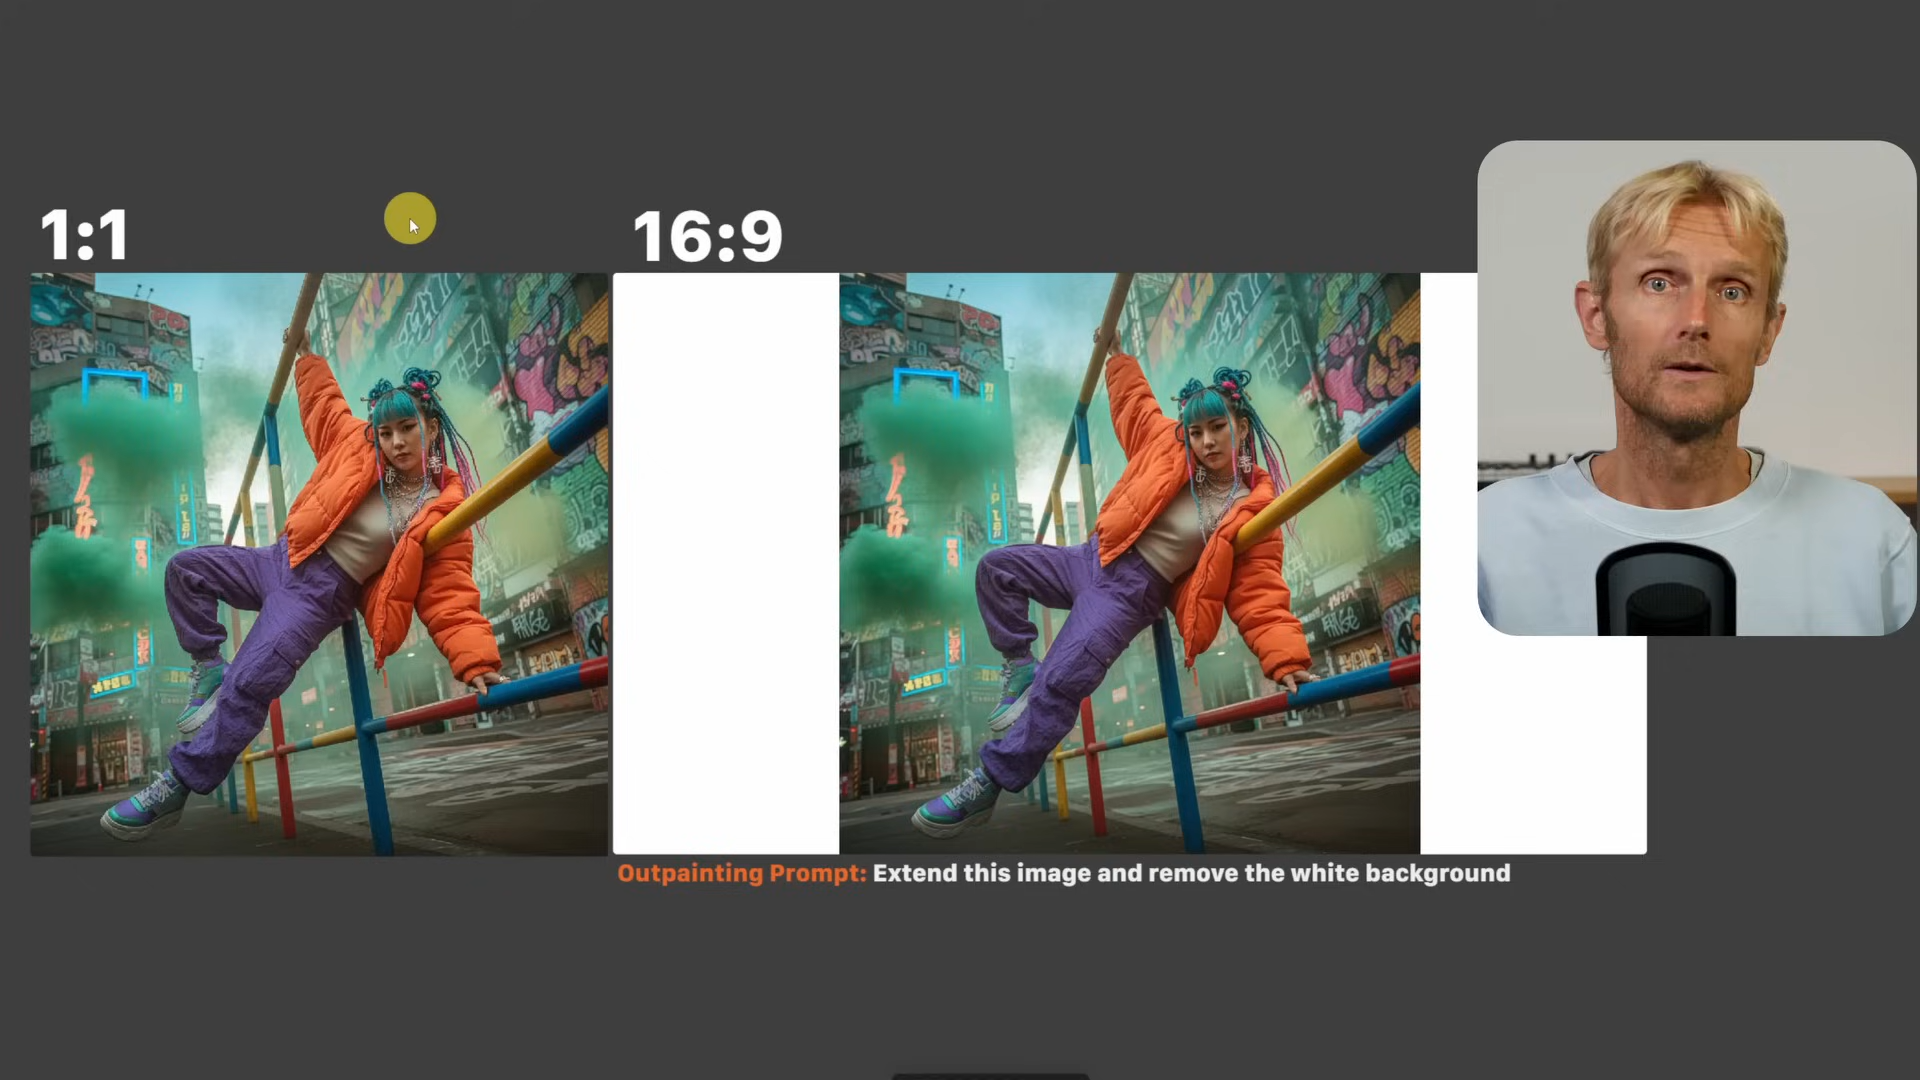 1:1
16:9
Outpainting Prompt: Extend this image and remove the white background